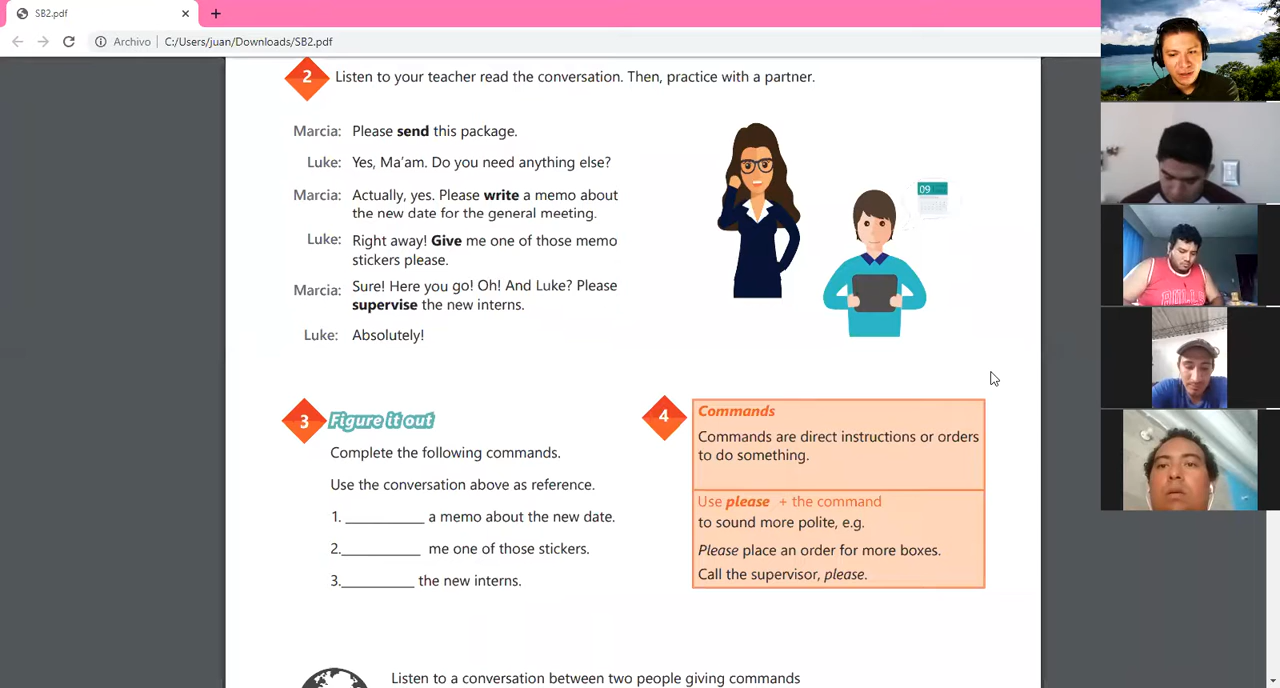 SB2.pdf
Archivo | C:/Users/juan/Downloads/SB2.pdf
2 Listen to your teacher read the conversation. Then, practice with a partner.
Marcia: Please send this package.
Luke: Yes, Ma'am. Do you need anything else?
Marcia: Actually, yes. Please write a memo about
the new date for the general meeting.
Luke: Right away! Give me one of those memo
stickers please.
Marcia: Sure! Here you go! Oh! And Luke? Please
supervise the new interns.
Luke: Absolutely!
09
3 Figure it out
Complete the following commands.
Use the conversation above as reference.
1. ___________ a memo about the new date.
2.___________ me one of those stickers.
3.__________ the new interns.
4 Commands
Commands are direct instructions or orders
to do something.
Use please + the command
to sound more polite, e.g.
Please place an order for more boxes.
Call the supervisor, please.
Listen to a conversation between two people giving commands